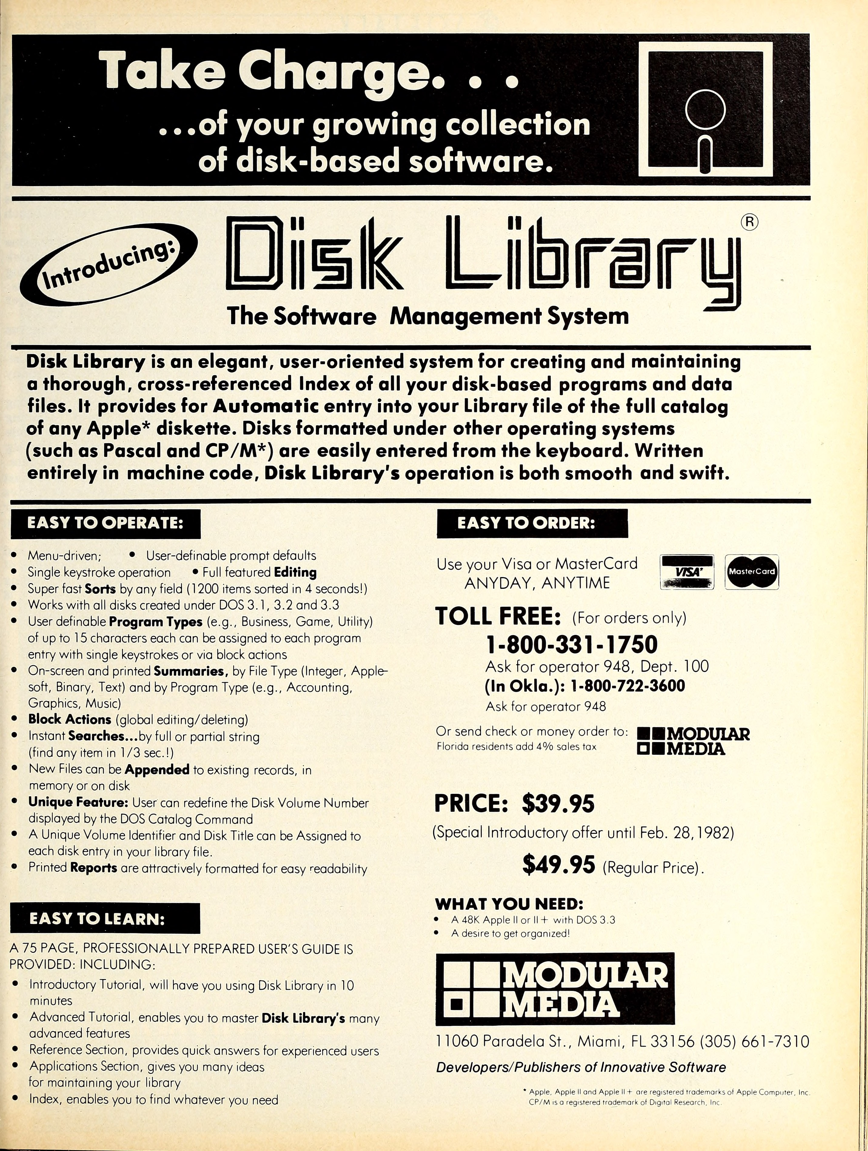 Take Charge. . .
...of your growing collection
of disk-based software.
Introducing:
Disk Library®
The Software Management System
Disk Library is an elegant, user-oriented system for creating and maintaining
a thorough, cross-referenced Index of all your disk-based programs and data
files. It provides for Automatic entry into your Library file of the full catalog
of any Apple* diskette. Disks formatted under other operating systems
(such as Pascal and CP/M*) are easily entered from the keyboard. Written
entirely in machine code, Disk Library's operation is both smooth and swift.
EASY TO OPERATE:
• Menu-driven; • User-definable prompt defaults
• Single keystroke operation • Full featured Editing
• Super fast Sorts by any field (1200 items sorted in 4 seconds!)
• Works with all disks created under DOS 3.1, 3.2 and 3.3
• User definable Program Types (e.g., Business, Game, Utility)
of up to 15 characters each can be assigned to each program
entry with single keystrokes or via block actions
• On-screen and printed Summaries, by File Type (Integer, Apple-
soft, Binary, Text) and by Program Type (e.g., Accounting,
Graphics, Music)
• Block Actions (global editing/deleting)
• Instant Searches...by full or partial string
(find any item in 1/3 sec.!)
• New Files can be Appended to existing records, in
memory or on disk
• Unique Feature: User can redefine the Disk Volume Number
displayed by the DOS Catalog Command
• A Unique Volume Identifier and Disk Title can be Assigned to
each disk entry in your library file.
• Printed Reports are attractively formatted for easy readability
EASY TO LEARN:
A 75 PAGE, PROFESSIONALLY PREPARED USER'S GUIDE IS
PROVIDED: INCLUDING:
• Introductory Tutorial, will have you using Disk Library in 10
minutes
• Advanced Tutorial, enables you to master Disk Library's many
advanced features
• Reference Section, provides quick answers for experienced users
• Applications Section, gives you many ideas
for maintaining your library
• Index, enables you to find whatever you need
EASY TO ORDER:
Use your Visa or MasterCard
ANYDAY, ANYTIME
VISA
MasterCard
TOLL FREE: (For orders only)
1-800-331-1750
Ask for operator 948, Dept. 100
(In Okla.): 1-800-722-3600
Ask for operator 948
Or send check or money order to:
Florida residents add 4% sales tax
MODULAR
MEDIA
PRICE: $39.95
(Special Introductory offer until Feb. 28, 1982)
$49.95 (Regular Price).
WHAT YOU NEED:
• A 48K Apple II or II+ with DOS 3.3
• A desire to get organized!
MODULAR
MEDIA
11060 Paradela St., Miami, FL 33156 (305) 661-7310
Developers/Publishers of Innovative Software
* Apple, Apple II and Apple II+ are registered trademarks of Apple Computer, Inc.
CP/M is a registered trademark of Digital Research, Inc.